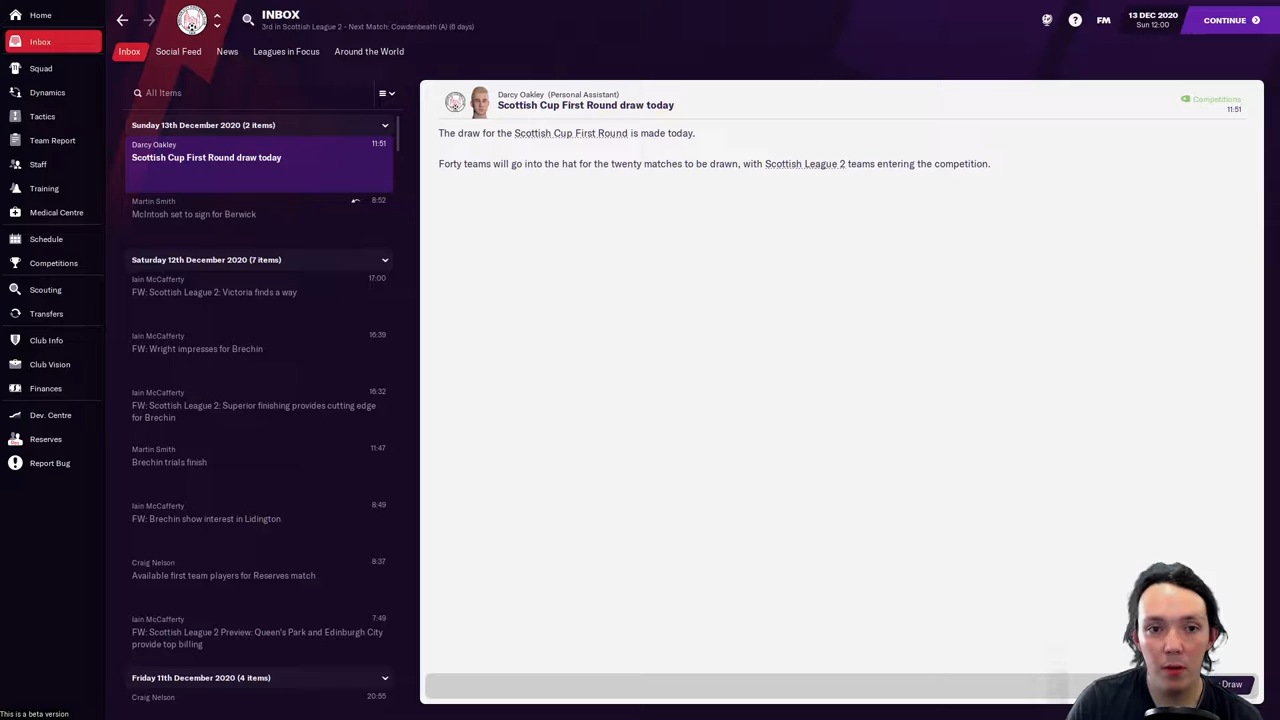 Home
Inbox
Squad
Dynamics
Tactics
Team Report
Staff
Training
Medical Centre
Schedule
Competitions
Scouting
Transfers
Club Info
Club Vision
Finances
Dev. Centre
Reserves
Report Bug
This is a beta version
INBOX
3rd in Scottish League 2 - Next Match: Cowdenbeath (A) (6 days)
FM
13 DEC 2020
Sun 12:00
CONTINUE
Inbox
Social Feed
News
Leagues in Focus
Around the World
All Items
Sunday 13th December 2020 (2 items)
Darcy Oakley 11:51
Scottish Cup First Round draw today
Martin Smith 8:52
McIntosh set to sign for Berwick
Saturday 12th December 2020 (7 items)
Iain McCafferty 17:00
FW: Scottish League 2: Victoria finds a way
Iain McCafferty 16:39
FW: Wright impresses for Brechin
Iain McCafferty 16:32
FW: Scottish League 2: Superior finishing provides cutting edge
for Brechin
Martin Smith 11:47
Brechin trials finish
Iain McCafferty 8:49
FW: Brechin show interest in Lidington
Craig Nelson 8:37
Available first team players for Reserves match
Iain McCafferty 7:49
FW: Scottish League 2 Preview: Queen's Park and Edinburgh City
provide top billing
Friday 11th December 2020 (4 items)
Craig Nelson 20:55
Darcy Oakley (Personal Assistant)
Scottish Cup First Round draw today
Competitions
11:51
The draw for the Scottish Cup First Round is made today.
Forty teams will go into the hat for the twenty matches to be drawn, with Scottish League 2 teams entering the competition.
Draw